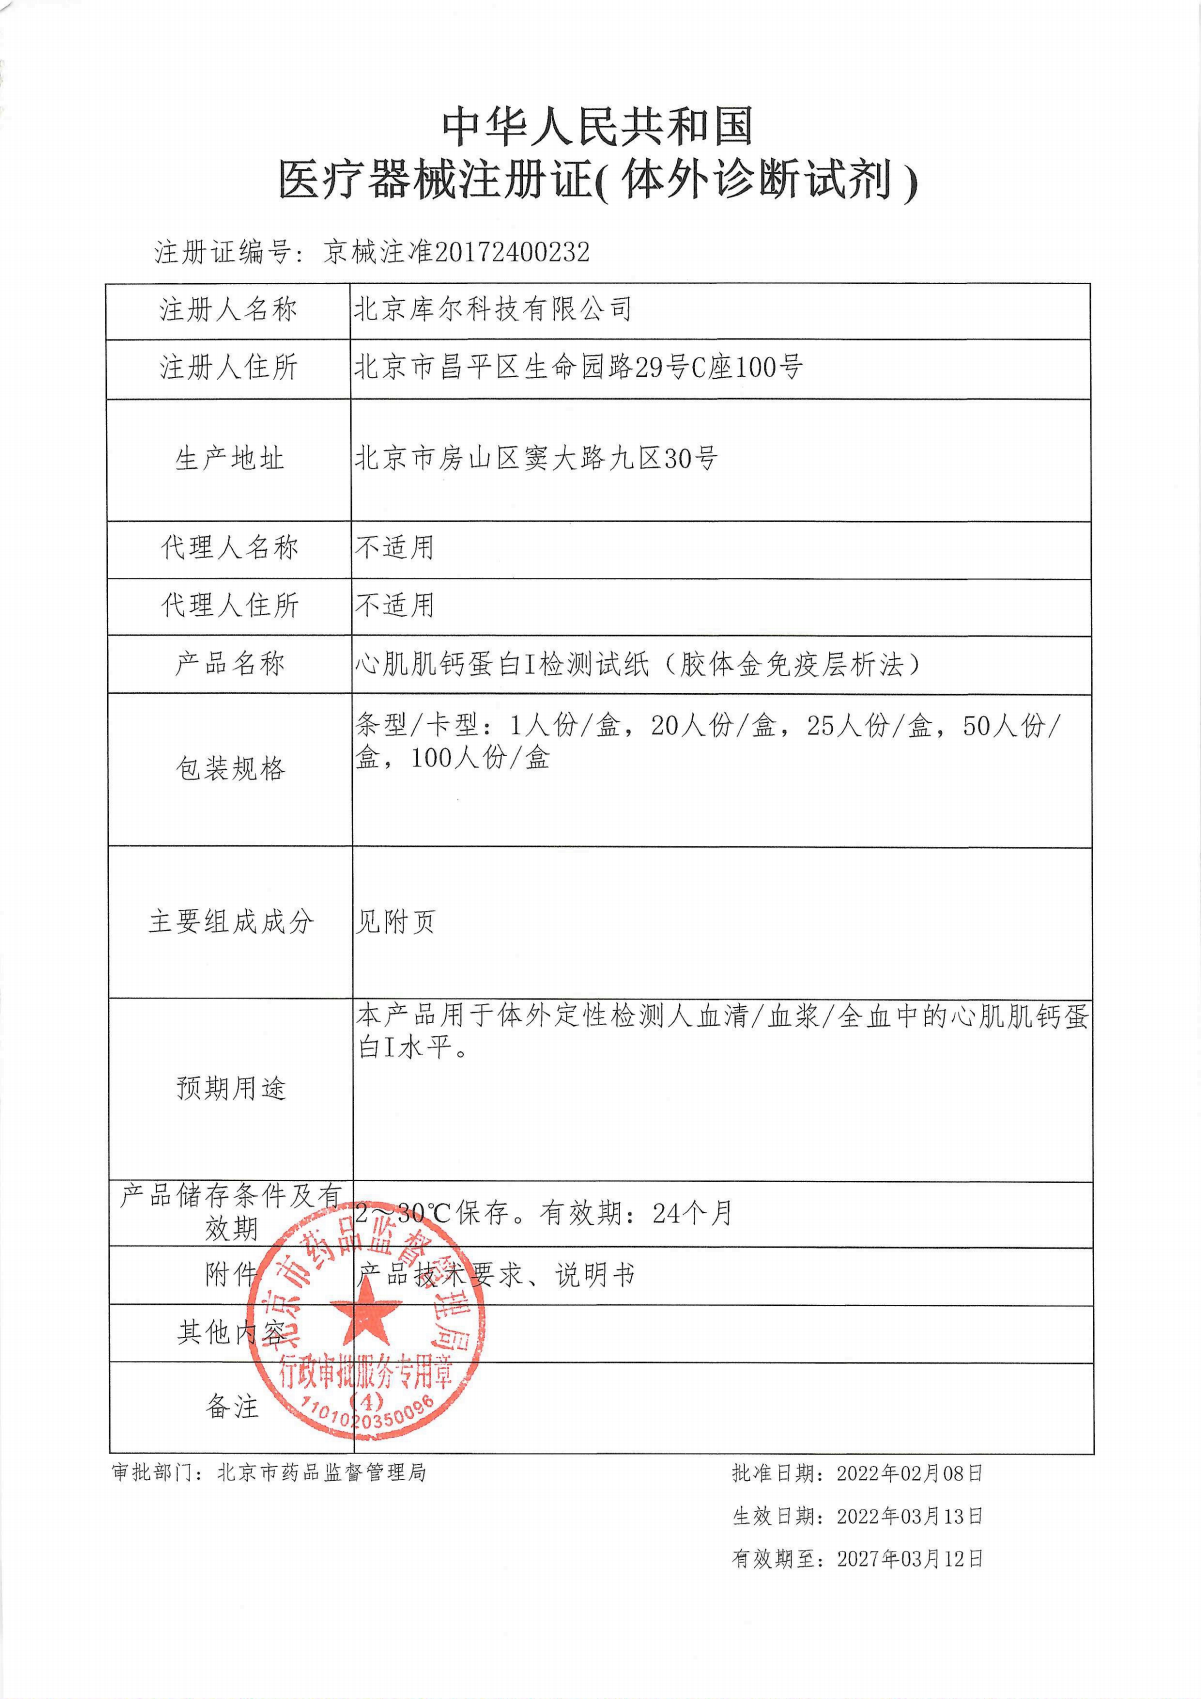 中华人民共和国
医疗器械注册证(体外诊断试剂)
注册证编号：京械注准20172400232
注册人名称 北京库尔科技有限公司
注册人住所 北京市昌平区生命园路29号C座100号
生产地址 北京市房山区窦大路九区30号
代理人名称 不适用
代理人住所 不适用
产品名称 心肌肌钙蛋白I检测试纸（胶体金免疫层析法）
包装规格
条型/卡型：1人份/盒，20人份/盒，25人份/盒，50人份/
盒，100人份/盒
主要组成成分 见附页
预期用途
本产品用于体外定性检测人血清/血浆/全血中的心肌肌钙蛋
白I水平。
产品储存条件及有
效期
2～30℃保存。有效期：24个月
附件 产品技术要求、说明书
其他内容
备注
北京市药品监督管理局
行政审批服务专用章
(4)
1101020350096
审批部门：北京市药品监督管理局
批准日期：2022年02月08日
生效日期：2022年03月13日
有效期至：2027年03月12日